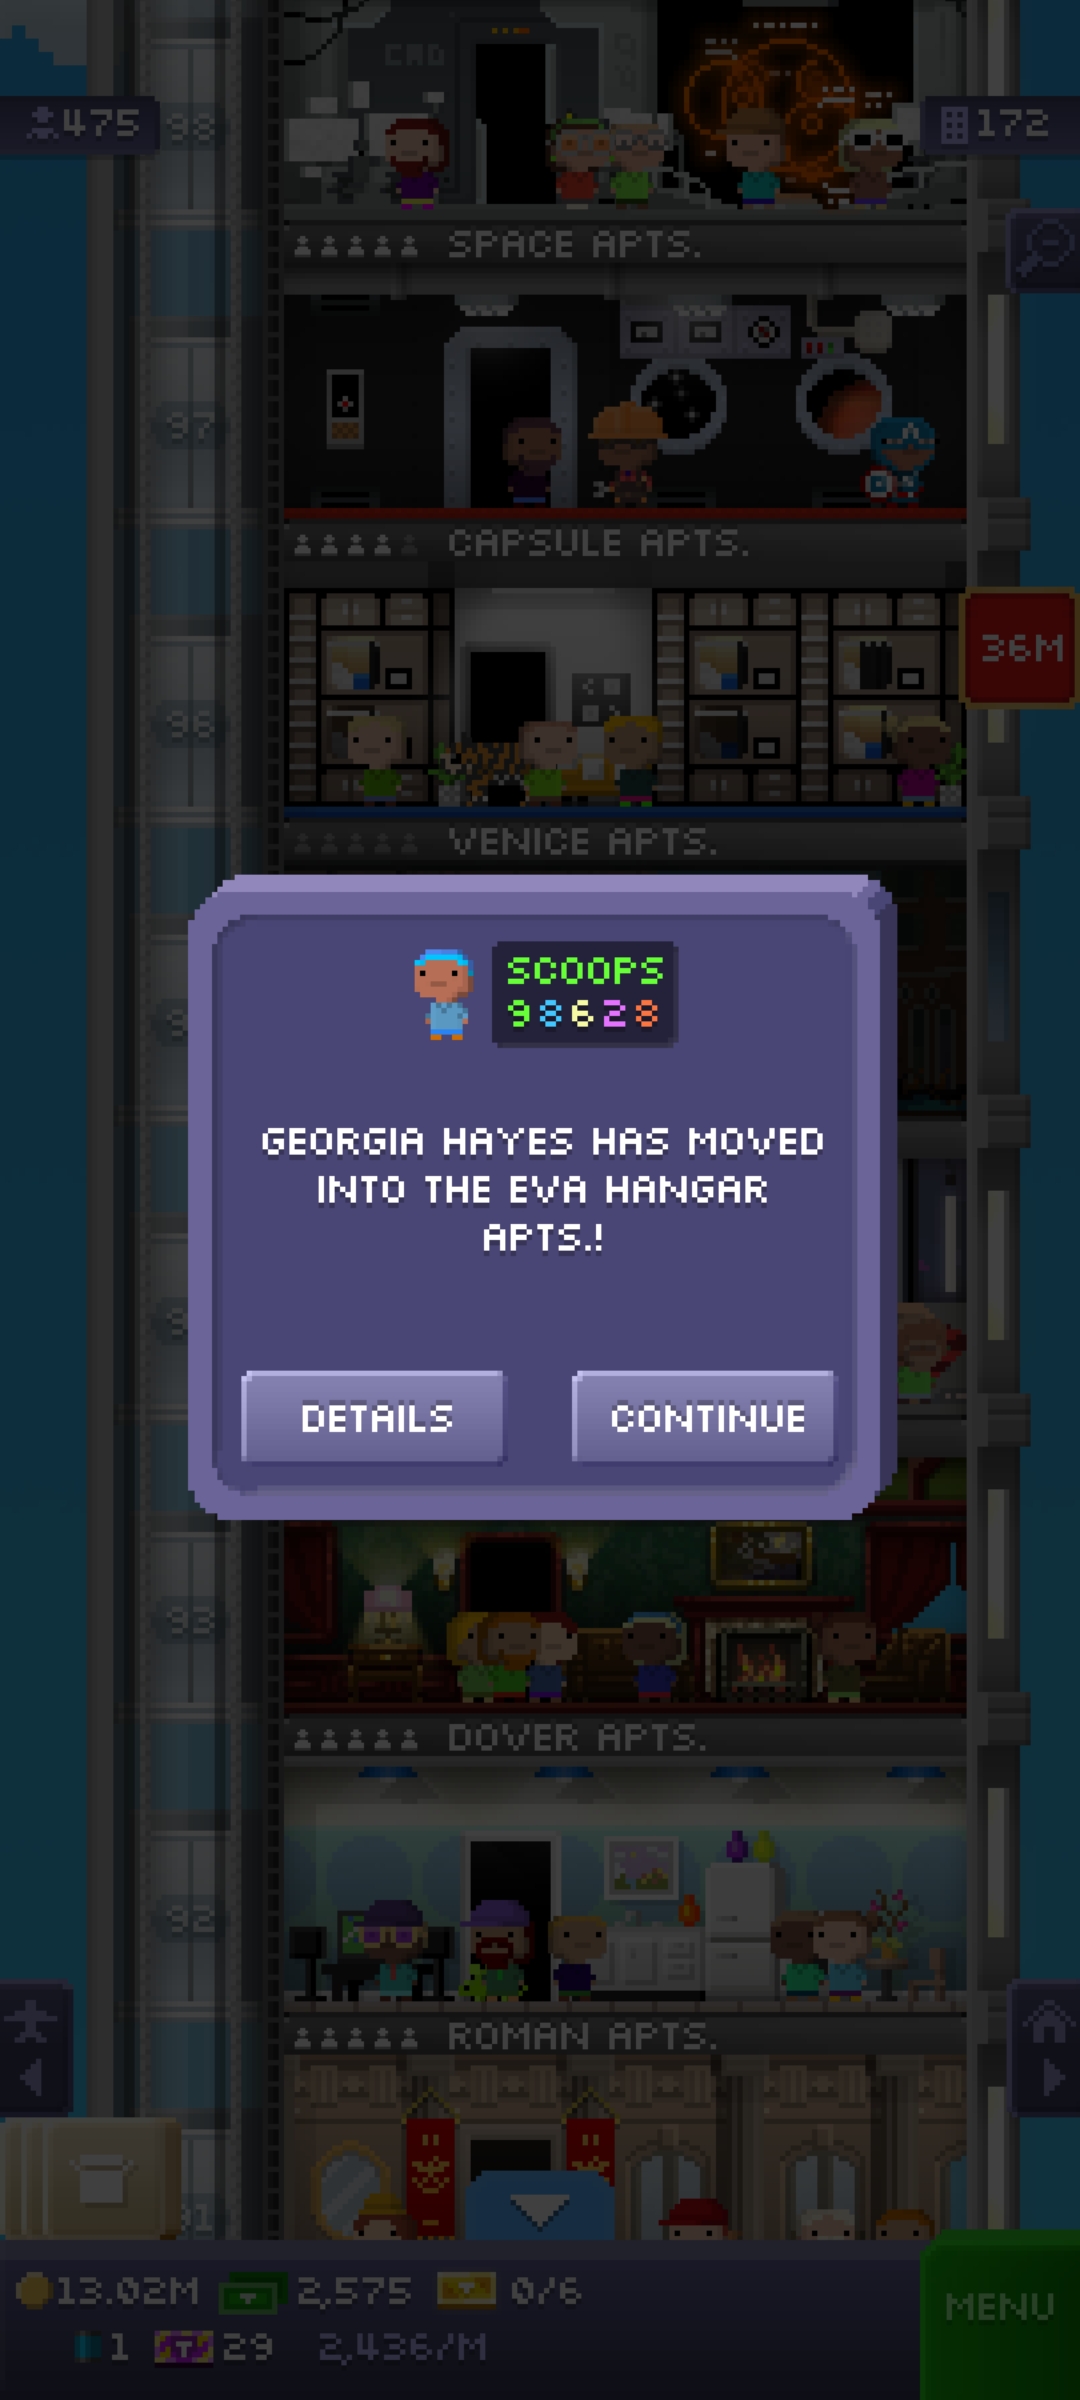 CAD
475
98
172
SPACE APTS.
97
CAPSULE APTS.
36M
96
VENICE APTS.
SCOOPS
98628
GEORGIA HAYES HAS MOVED
INTO THE EVA HANGAR
APTS.!
DETAILS
CONTINUE
93
DOVER APTS.
92
ROMAN APTS.
13.02M
2,575
0/6
MENU
1
29
2,436/M